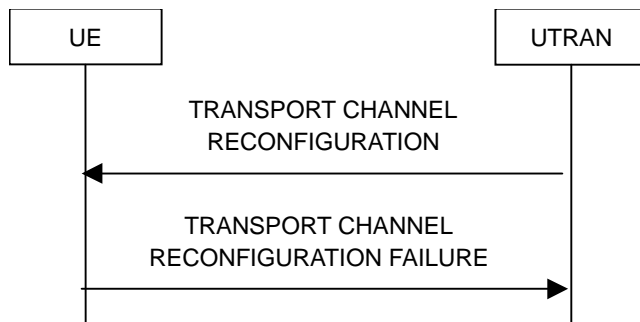 UE
UTRAN
TRANSPORT CHANNEL
RECONFIGURATION
TRANSPORT CHANNEL
RECONFIGURATION FAILURE